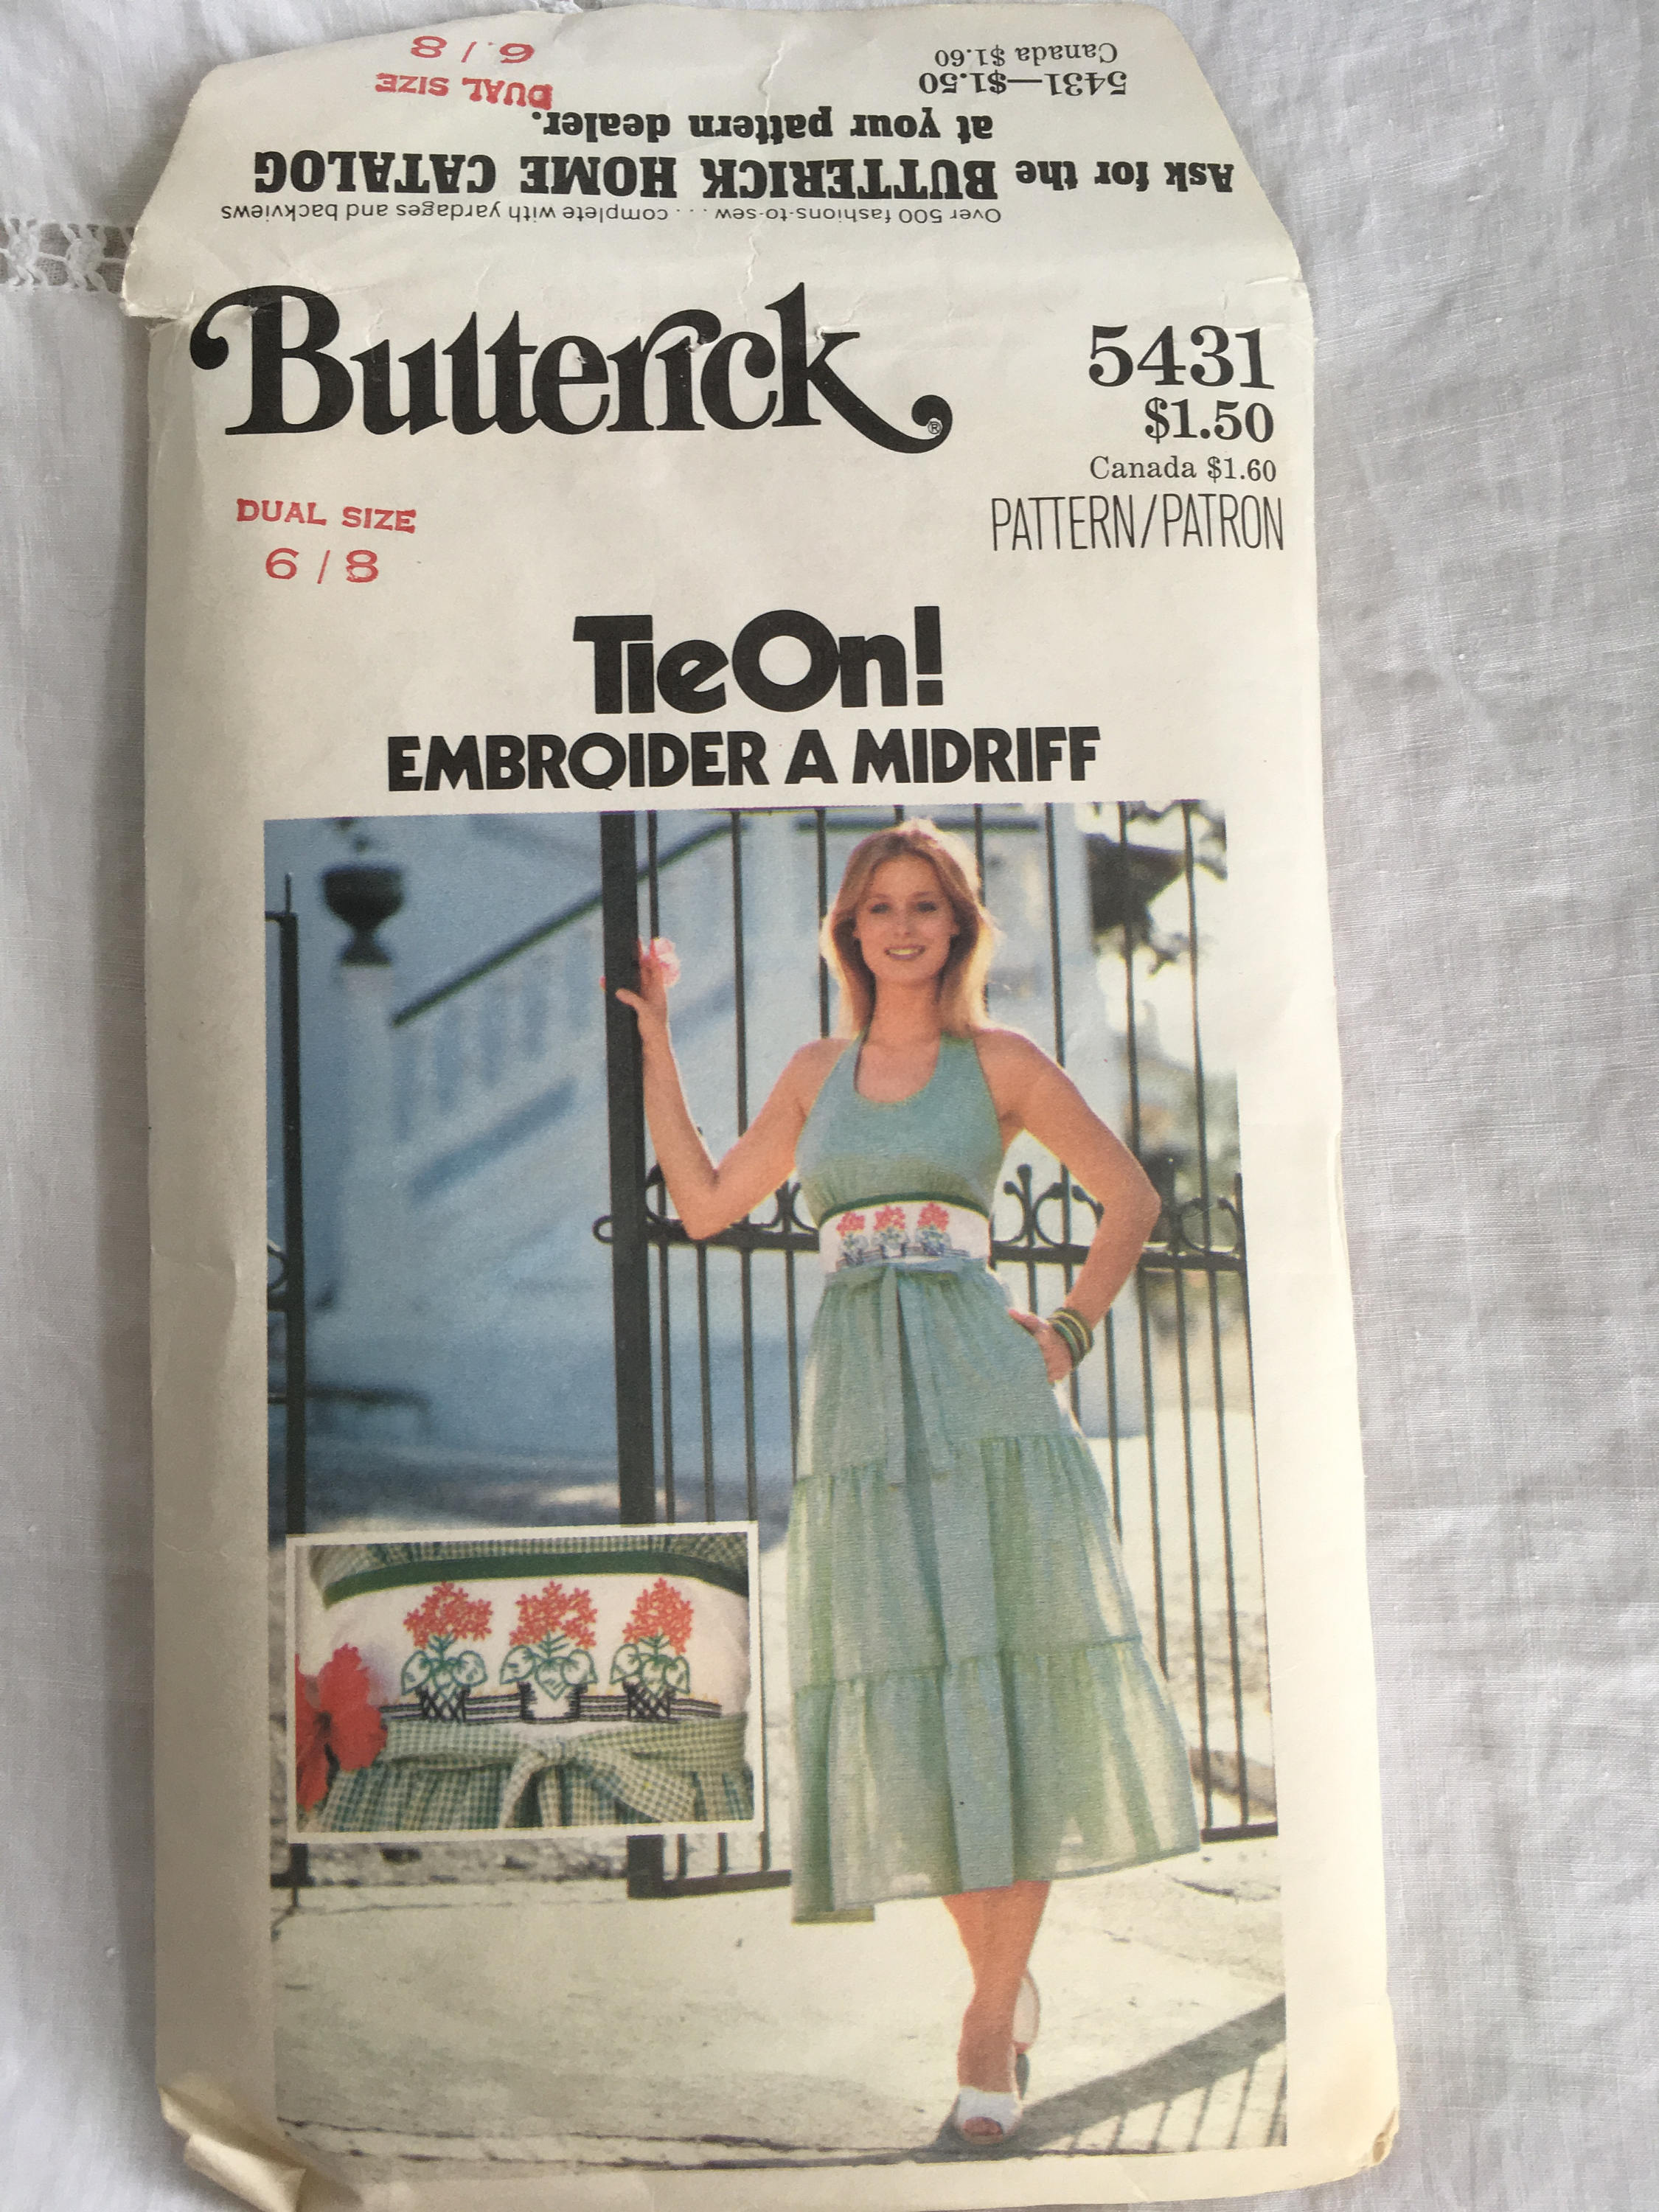 Over 500 fashions-to-sew . . . complete with yardages and backviews
Ask for the BUTTERICK HOME CATALOG
at your pattern dealer.
5431—$1.50
Canada $1.60
DUAL SIZE
6 / 8
Butterick®
5431
$1.50
Canada $1.60
PATTERN/PATRON
DUAL SIZE
6 / 8
Tie On!
EMBROIDER A MIDRIFF